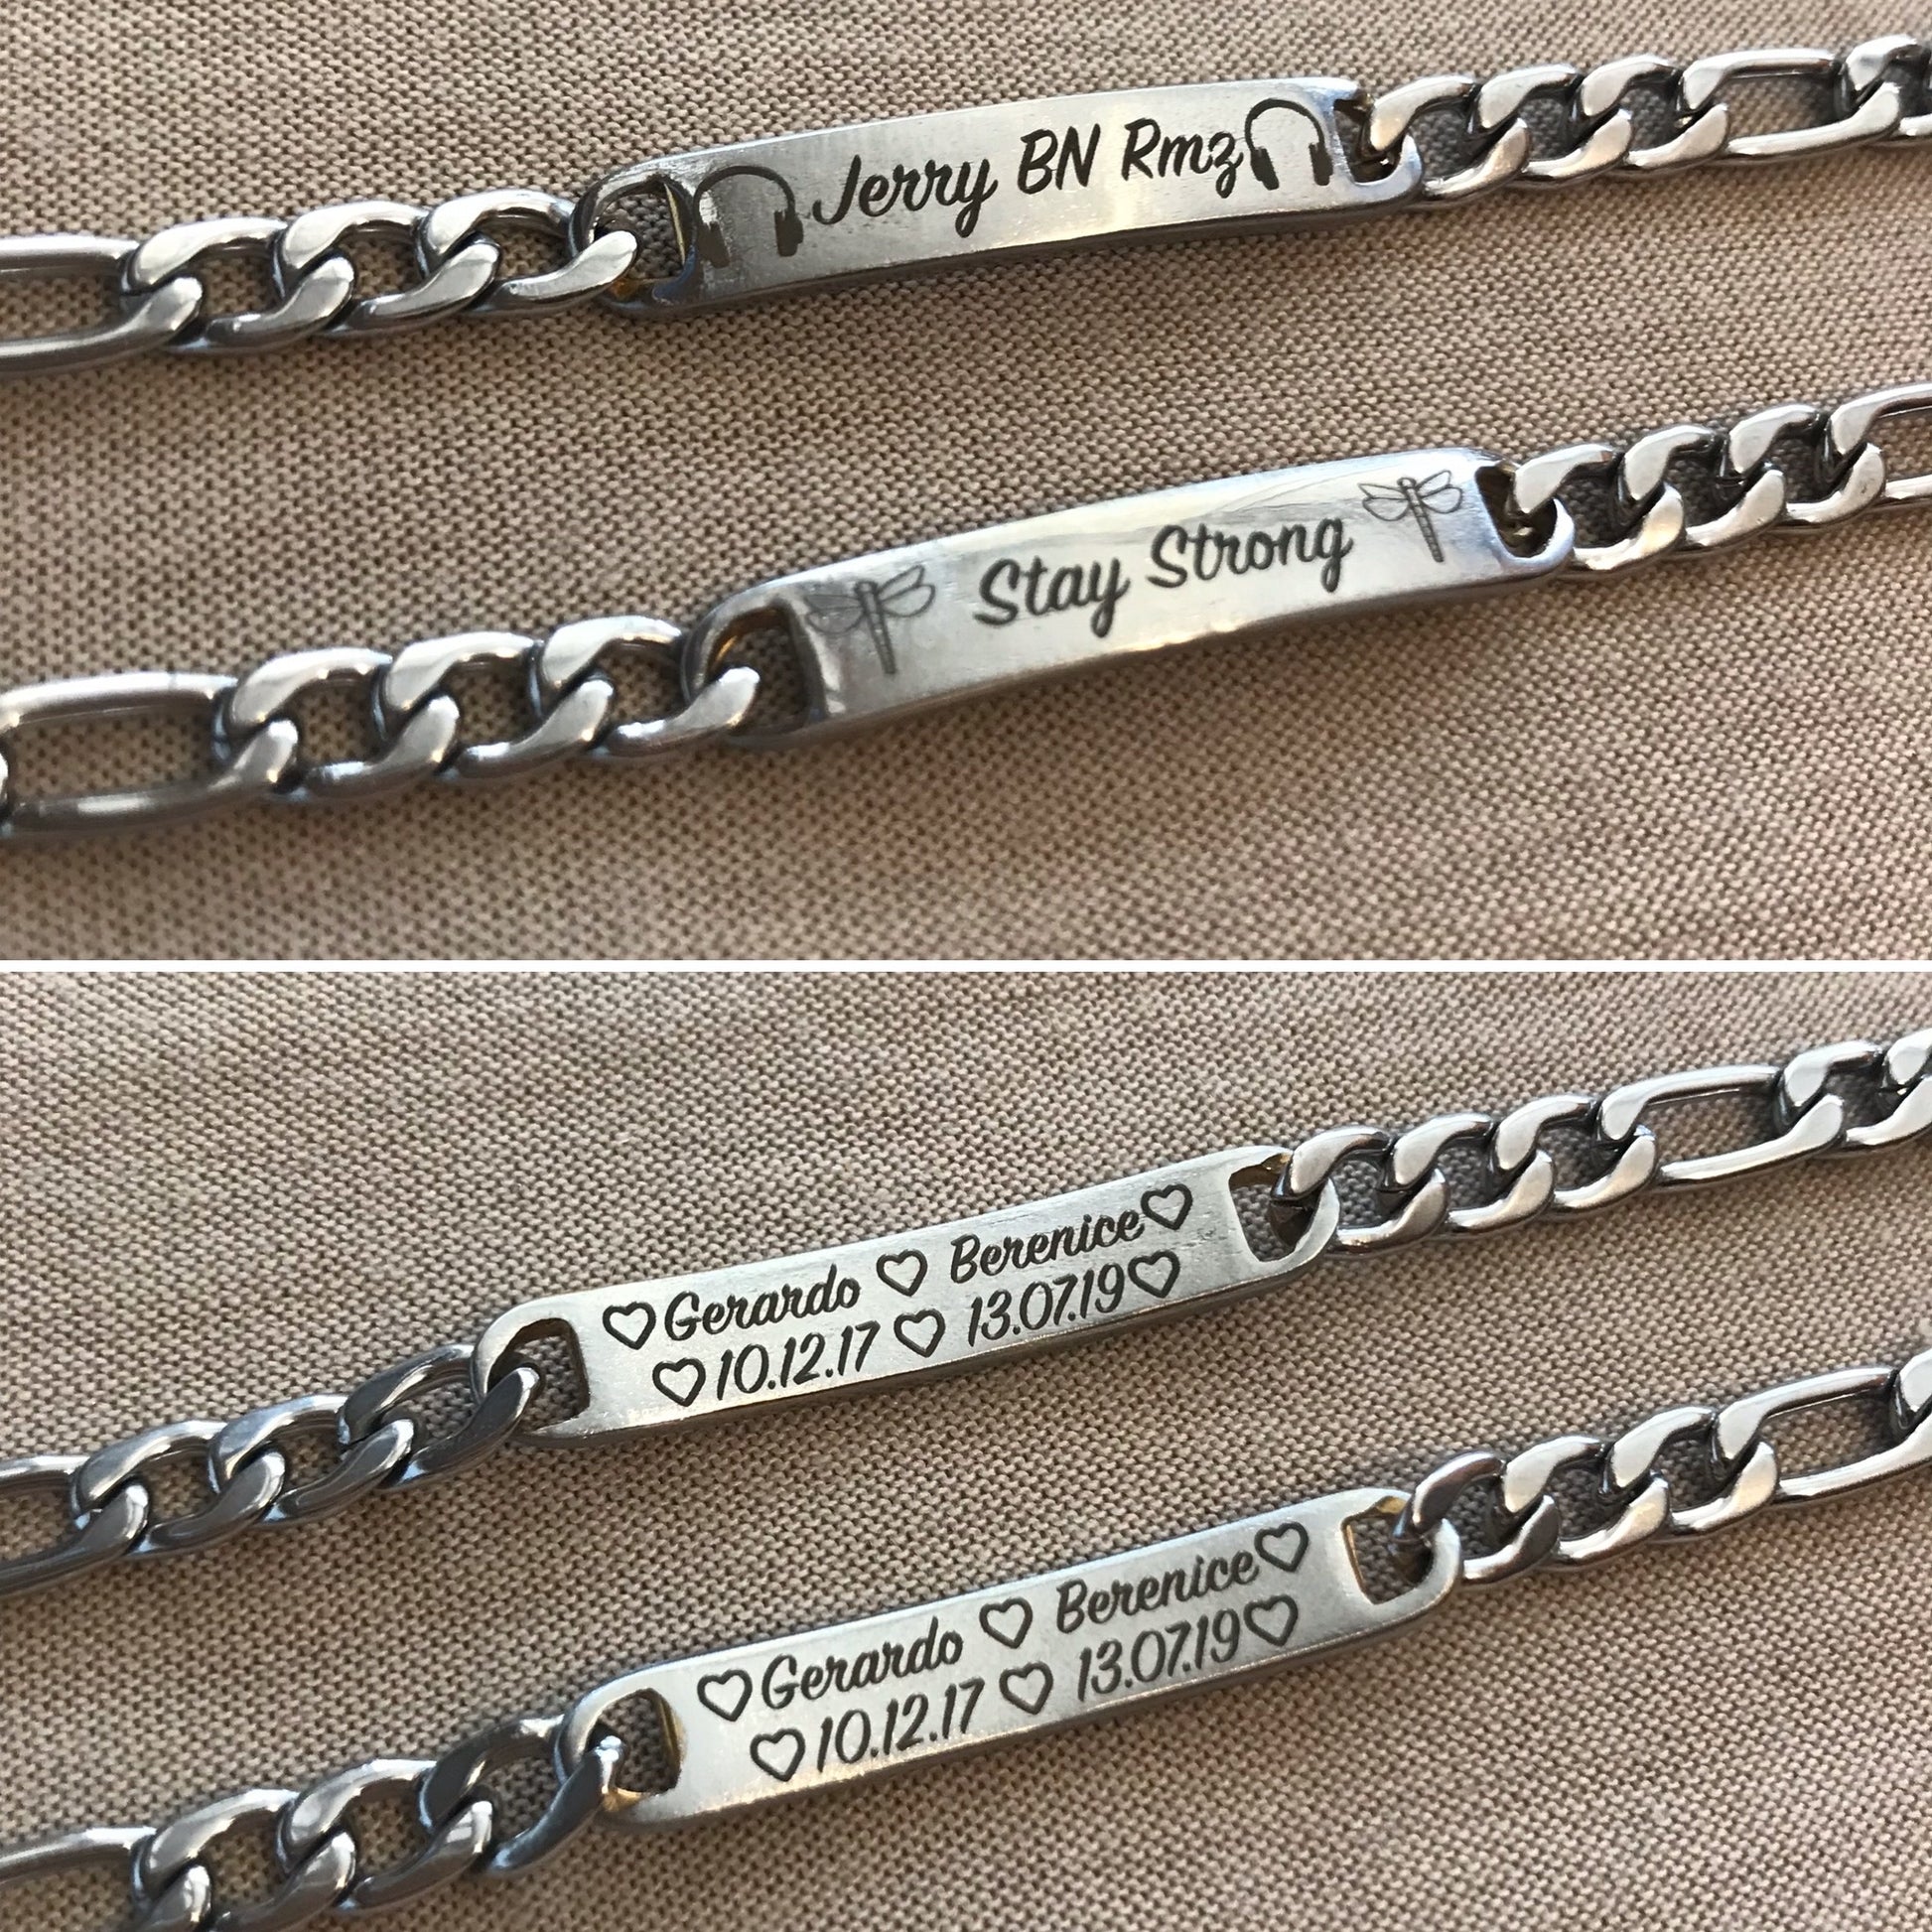 Jerry BN Rmz
Stay Strong
♡Gerardo ♡ Berenice♡
♡10.12.17 ♡ 13.07.19♡
♡Gerardo ♡ Berenice♡
♡10.12.17 ♡ 13.07.19♡